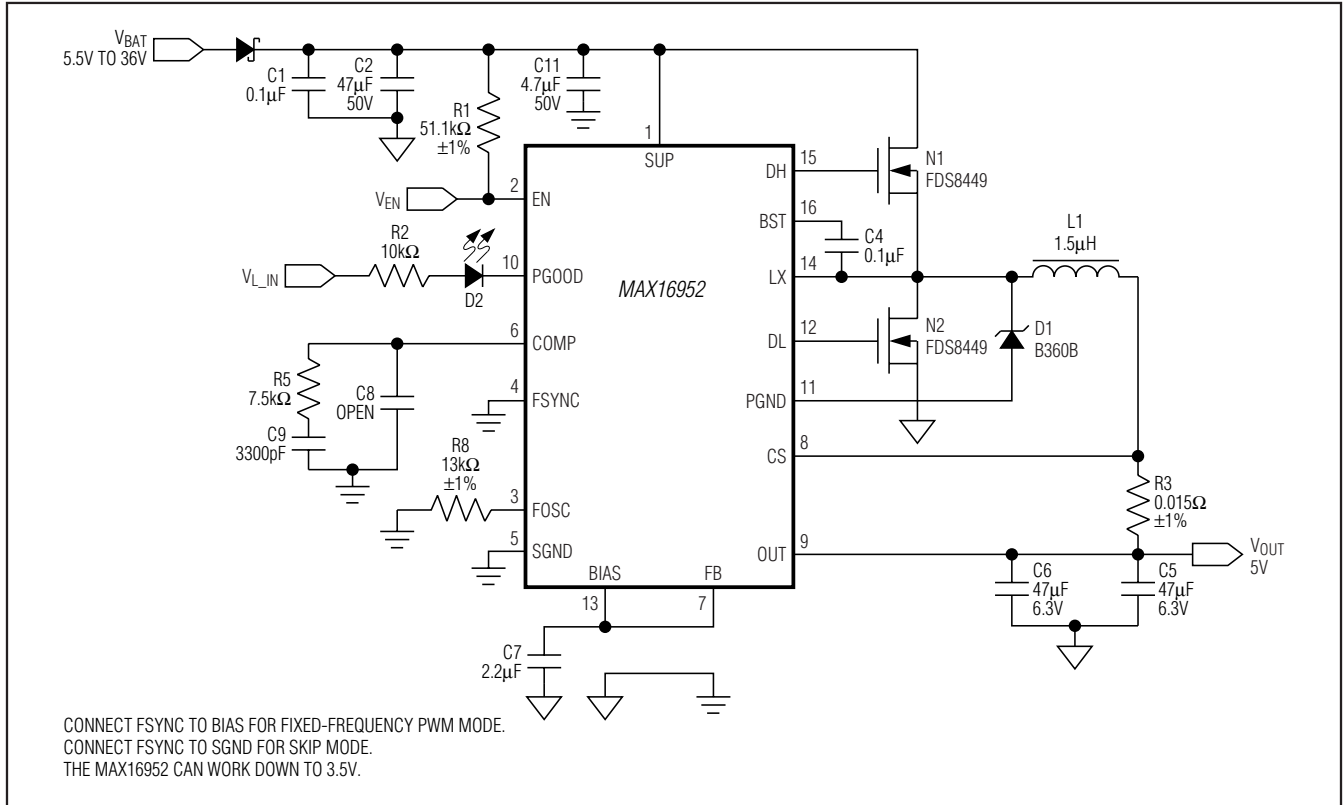 V_BAT
5.5V TO 36V
C1
0.1µF
C2
47µF
50V
R1
51.1kΩ
±1%
C11
4.7µF
50V
1
SUP
V_EN
2
EN
R2
10kΩ
V_L_IN
D2
10
PGOOD
MAX16952
6
COMP
R5
7.5kΩ
C8
OPEN
C9
3300pF
4
FSYNC
R8
13kΩ
±1%
3
FOSC
5
SGND
BIAS
13
FB
7
C7
2.2µF
DH
15
N1
FDS8449
BST
16
C4
0.1µF
LX
14
L1
1.5µH
DL
12
N2
FDS8449
D1
B360B
PGND
11
CS
8
R3
0.015Ω
±1%
OUT
9
V_OUT
5V
C6
47µF
6.3V
C5
47µF
6.3V
CONNECT FSYNC TO BIAS FOR FIXED-FREQUENCY PWM MODE.
CONNECT FSYNC TO SGND FOR SKIP MODE.
THE MAX16952 CAN WORK DOWN TO 3.5V.